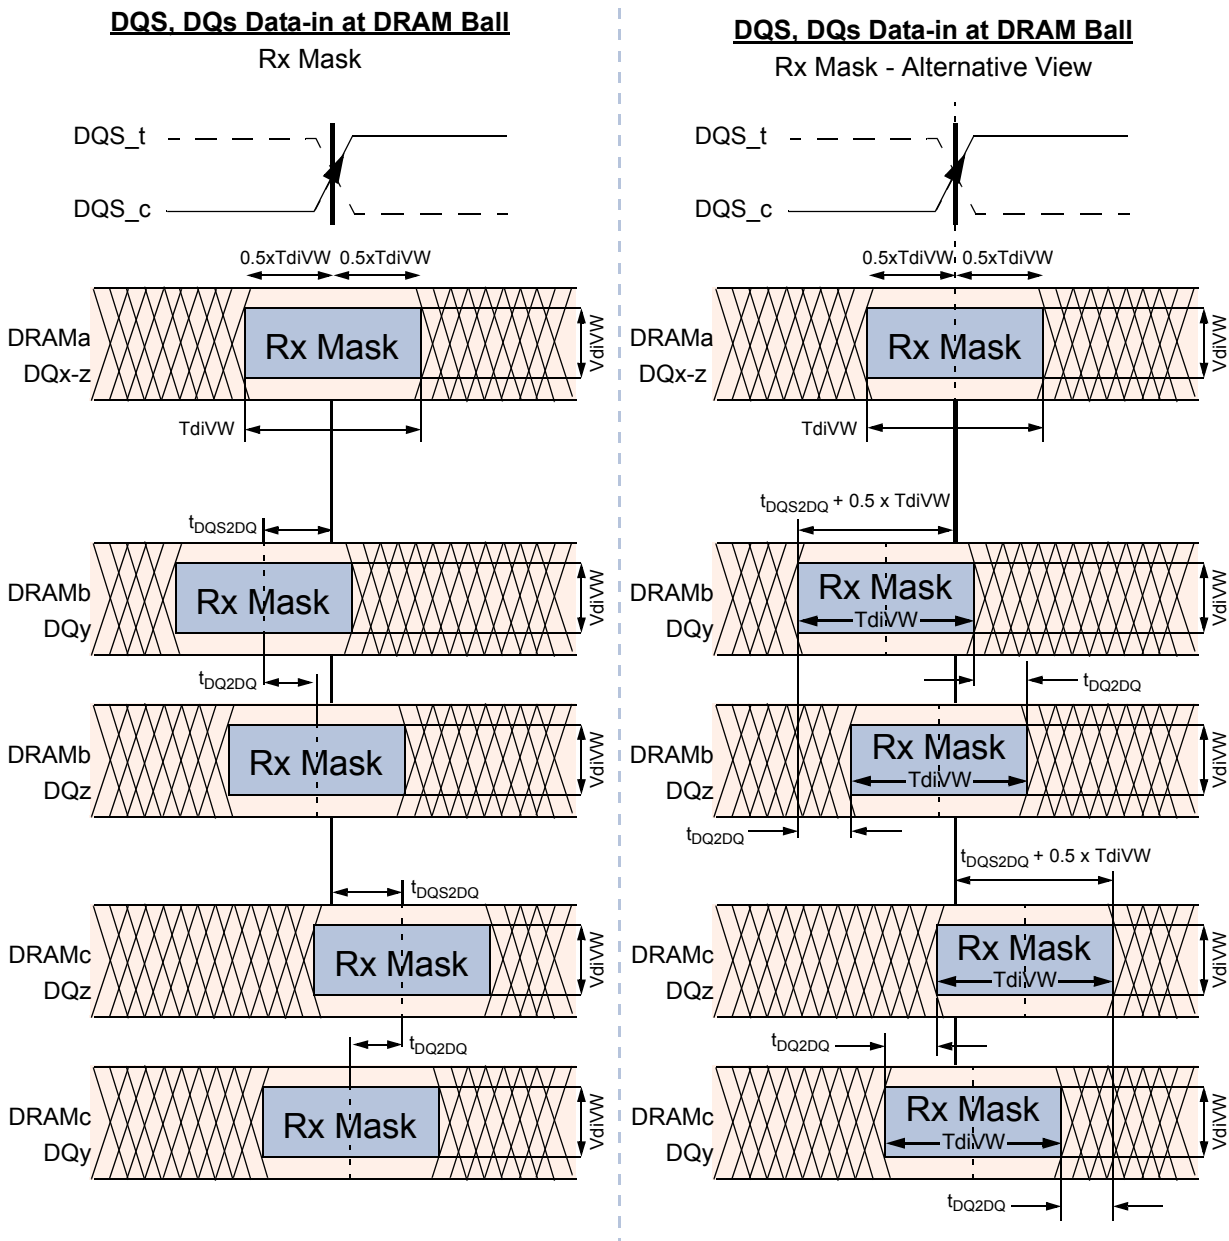 DQS, DQs Data-in at DRAM Ball
Rx Mask
DQS_t
DQS_c
0.5xTdiVW 0.5xTdiVW
DRAMa
DQx-z
Rx Mask
VdiVW
TdiVW
tDQS2DQ
DRAMb
DQy
Rx Mask
VdiVW
tDQ2DQ
DRAMb
DQz
Rx Mask
VdiVW
tDQS2DQ
DRAMc
DQz
Rx Mask
VdiVW
tDQ2DQ
DRAMc
DQy
Rx Mask
VdiVW
DQS, DQs Data-in at DRAM Ball
Rx Mask - Alternative View
DQS_t
DQS_c
0.5xTdiVW 0.5xTdiVW
DRAMa
DQx-z
Rx Mask
VdiVW
TdiVW
tDQS2DQ + 0.5 x TdiVW
DRAMb
DQy
Rx Mask
TdiVW
VdiVW
tDQ2DQ
DRAMb
DQz
Rx Mask
TdiVW
VdiVW
tDQ2DQ
tDQS2DQ + 0.5 x TdiVW
DRAMc
DQz
Rx Mask
TdiVW
VdiVW
tDQ2DQ
DRAMc
DQy
Rx Mask
TdiVW
VdiVW
tDQ2DQ